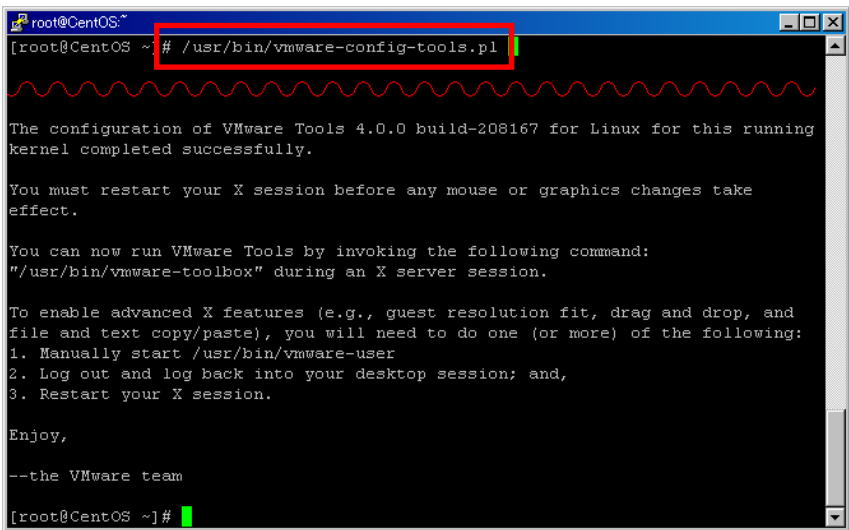 root@CentOS:~
[root@CentOS ~]# /usr/bin/vmware-config-tools.pl
The configuration of VMware Tools 4.0.0 build-208167 for Linux for this running
kernel completed successfully.
You must restart your X session before any mouse or graphics changes take
effect.
You can now run VMware Tools by invoking the following command:
"/usr/bin/vmware-toolbox" during an X server session.
To enable advanced X features (e.g., guest resolution fit, drag and drop, and
file and text copy/paste), you will need to do one (or more) of the following:
1. Manually start /usr/bin/vmware-user
2. Log out and log back into your desktop session; and,
3. Restart your X session.
Enjoy,
--the VMware team
[root@CentOS ~]#